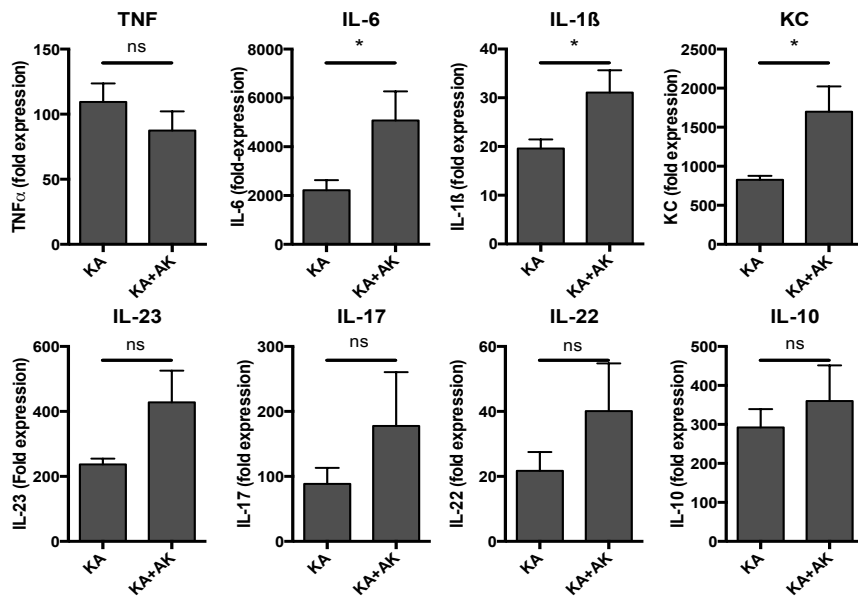 TNF
ns
TNFα (fold expression)
150
100
50
0
KA
KA+AK
IL-6
*
IL-6 (fold-expression)
8000
6000
4000
2000
0
KA
KA+AK
IL-1ß
*
IL-1ß (fold expression)
40
30
20
10
0
KA
KA+AK
KC
*
KC (fold expression)
2500
2000
1500
1000
500
0
KA
KA+AK
IL-23
ns
IL-23 (Fold expression)
600
400
200
0
KA
KA+AK
IL-17
ns
IL-17 (fold expression)
300
200
100
0
KA
KA+AK
IL-22
ns
IL-22 (fold expression)
60
40
20
0
KA
KA+AK
IL-10
ns
IL-10 (fold expression)
500
400
300
200
100
0
KA
KA+AK